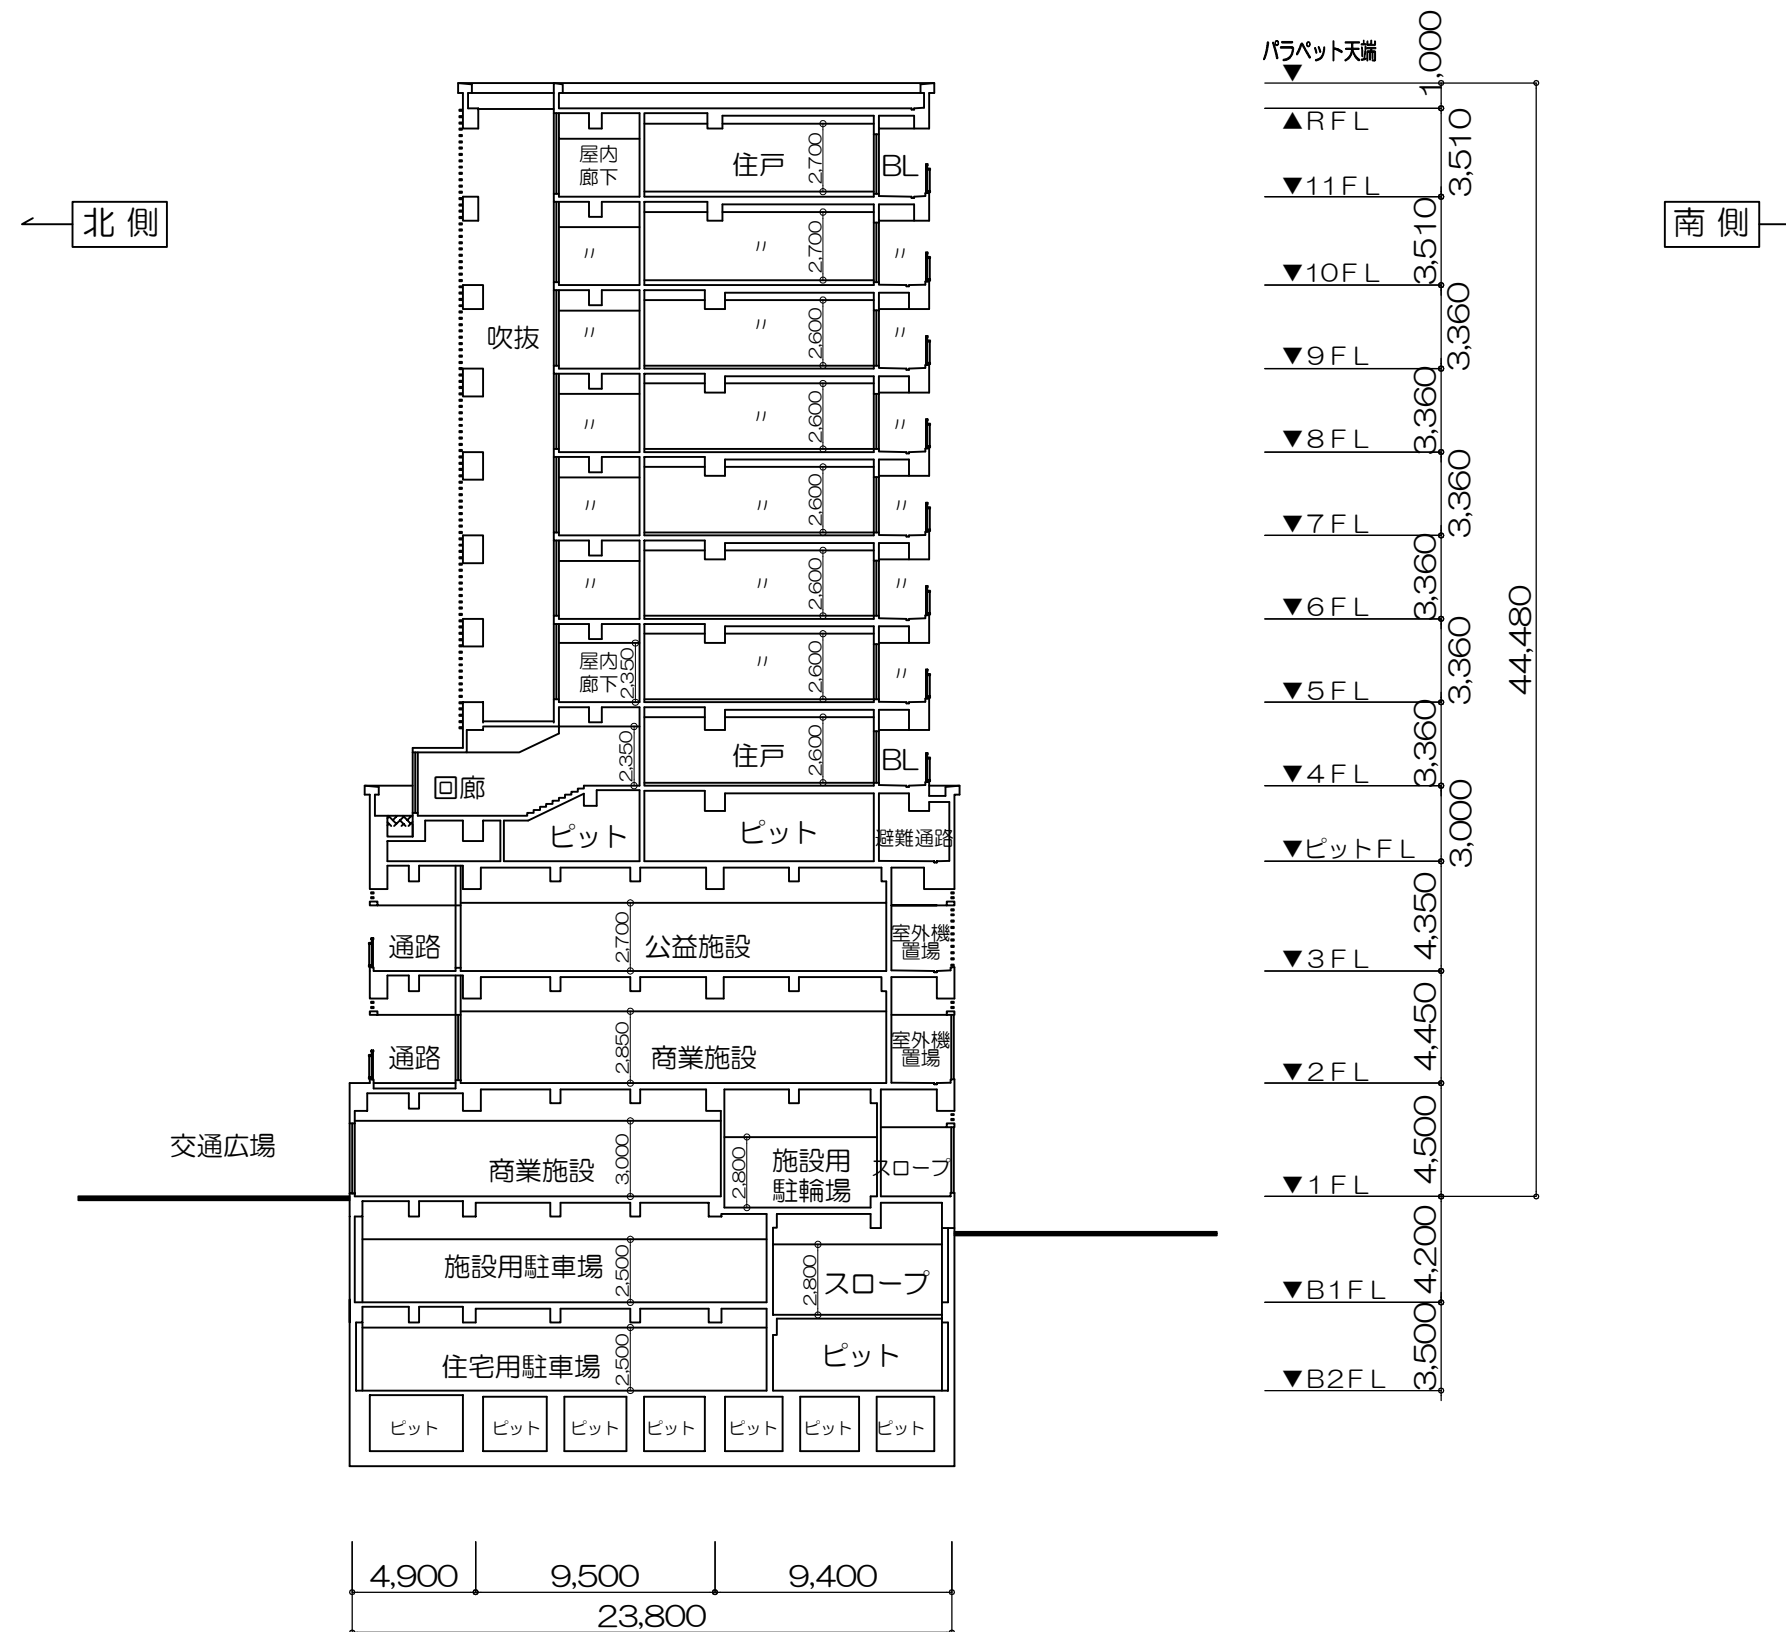 パラペット天端
1,000
▼
▲RFL
3,510
▼11FL
3,510
▼10FL
3,360
▼9FL
3,360
▼8FL
3,360
▼7FL
3,360
▼6FL
3,360
▼5FL
3,360
▼4FL
3,000
▼ピットFL
4,350
▼3FL
4,450
▼2FL
4,500
▼1FL
4,200
▼B1FL
3,500
▼B2FL
44,480
北側
南側
屋内
廊下
住戸
2,700
BL
〃
〃
2,700
〃
吹抜
〃
〃
2,600
〃
〃
〃
2,600
〃
〃
〃
2,600
〃
〃
〃
2,600
〃
屋内
廊下
2,350
〃
2,600
〃
回廊
2,350
住戸
2,600
BL
ピット
ピット
避難通路
通路
2,700
公益施設
室外機
置場
通路
2,850
商業施設
室外機
置場
交通広場
商業施設
3,000
2,800
施設用
駐輪場
スロープ
施設用駐車場
2,500
2,800
スロープ
住宅用駐車場
2,500
ピット
ピット
ピット
ピット
ピット
ピット
ピット
ピット
4,900
9,500
9,400
23,800